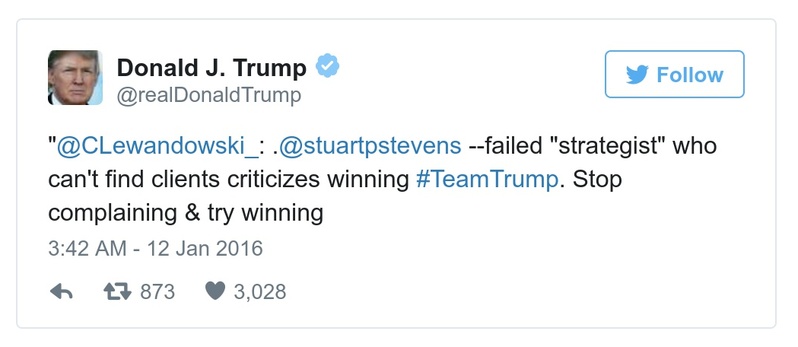 Donald J. Trump
@realDonaldTrump
Follow
"@CLewandowski_: .@stuartpstevens --failed "strategist" who
can't find clients criticizes winning #TeamTrump. Stop
complaining & try winning
3:42 AM - 12 Jan 2016
873 3,028